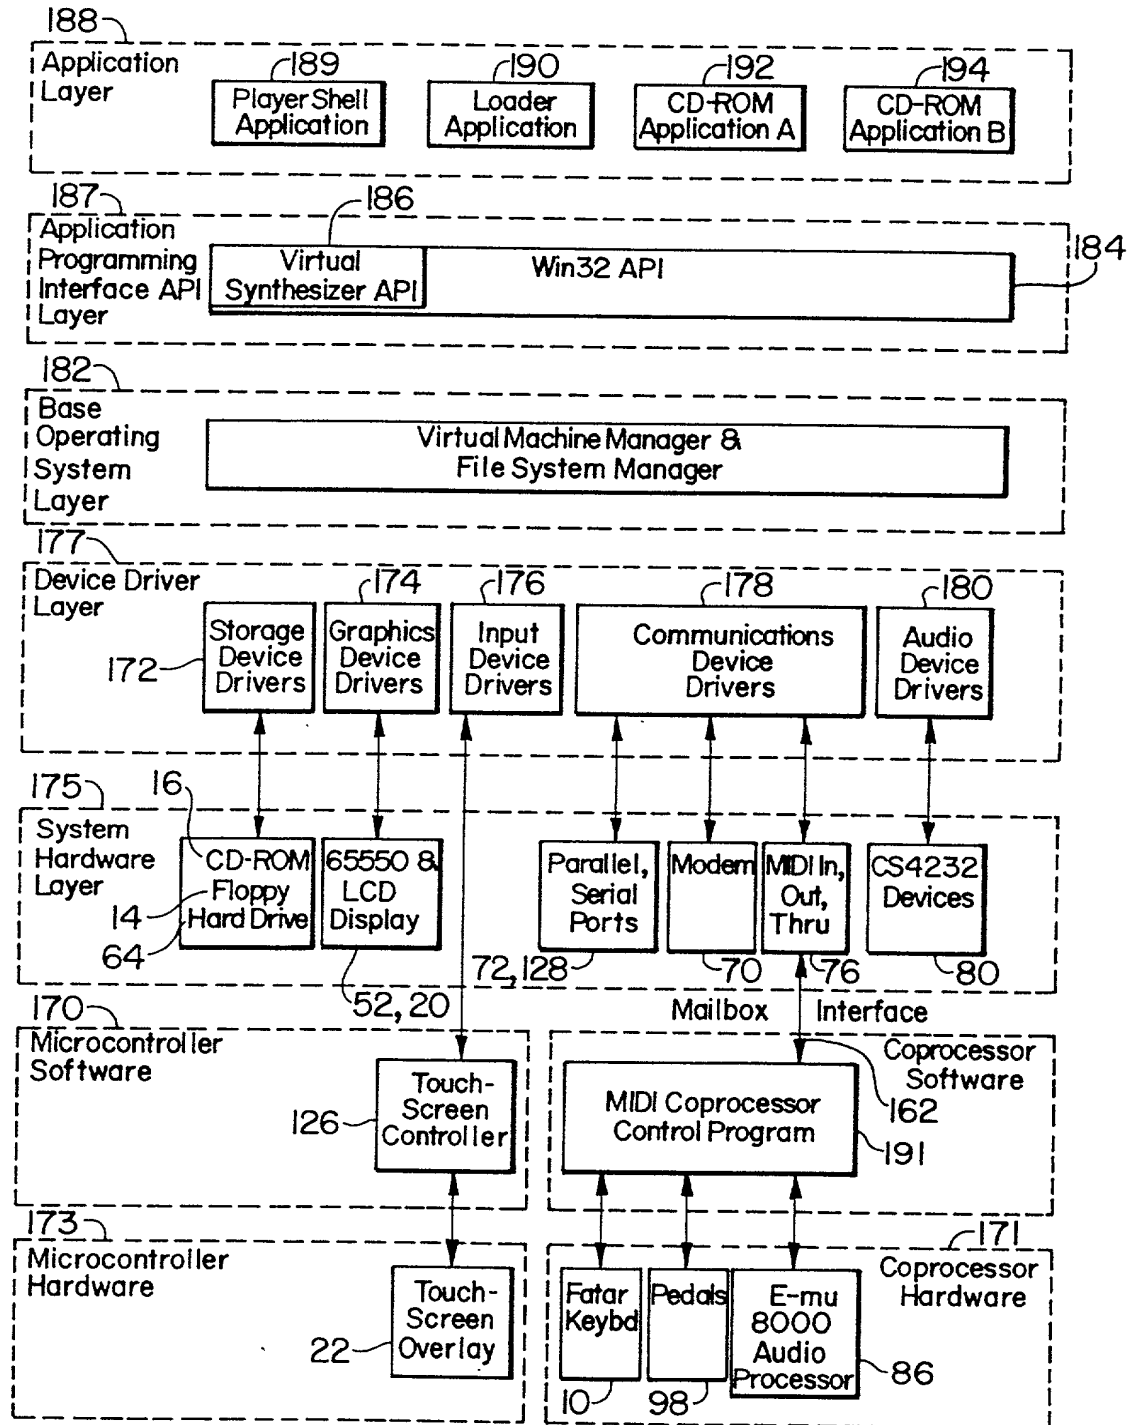 188
Application
Layer
189
190
192
194
Player Shell
Application
Loader
Application
CD-ROM
Application A
CD-ROM
Application B
187
Application
Programming
Interface API
Layer
186
184
Virtual
Synthesizer API
Win32 API
182
Base
Operating
System
Layer
Virtual Machine Manager &
File System Manager
177
Device Driver
Layer
174
176
178
180
172
Storage
Device
Drivers
Graphics
Device
Drivers
Input
Device
Drivers
Communications
Device
Drivers
Audio
Device
Drivers
175
System
Hardware
Layer
16
14
64
CD-ROM
Floppy
Hard Drive
65550 &
LCD
Display
Parallel,
Serial
Ports
Modem
MIDI In,
Out,
Thru
CS4232
Devices
52, 20
72, 128
70
76
80
Mailbox Interface
170
Microcontroller
Software
Touch-
Screen
Controller
126
Coprocessor
Software
162
MIDI Coprocessor
Control Program
191
173
Microcontroller
Hardware
Touch-
Screen
Overlay
22
171
Coprocessor
Hardware
Fatar
Keybd
Pedals
E-mu
8000
Audio
Processor
10
98
86